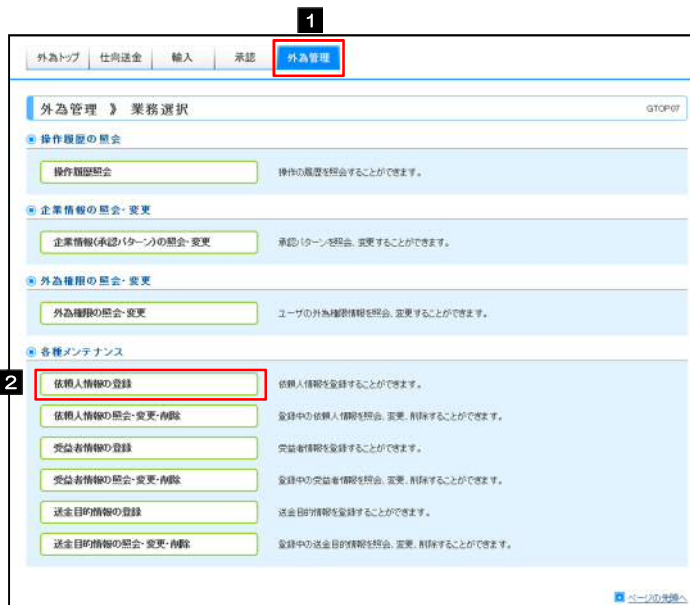 1
外為トップ 仕向送金 輸入 承認 外為管理
外為管理 》 業務選択 GTOP07
操作履歴の照会
操作履歴照会 操作の履歴を照会することができます。
企業情報の照会・変更
企業情報(承認パターン)の照会・変更 承認パターンを照会、変更することができます。
外為権限の照会・変更
外為権限の照会・変更 ユーザの外為権限情報を照会、変更することができます。
各種メンテナンス
2
依頼人情報の登録 依頼人情報を登録することができます。
依頼人情報の照会・変更・削除 登録中の依頼人情報を照会、変更、削除することができます。
受益者情報の登録 受益者情報を登録することができます。
受益者情報の照会・変更・削除 登録中の受益者情報を照会、変更、削除することができます。
送金目的情報の登録 送金目的情報を登録することができます。
送金目的情報の照会・変更・削除 登録中の送金目的情報を照会、変更、削除することができます。
ページの先頭へ